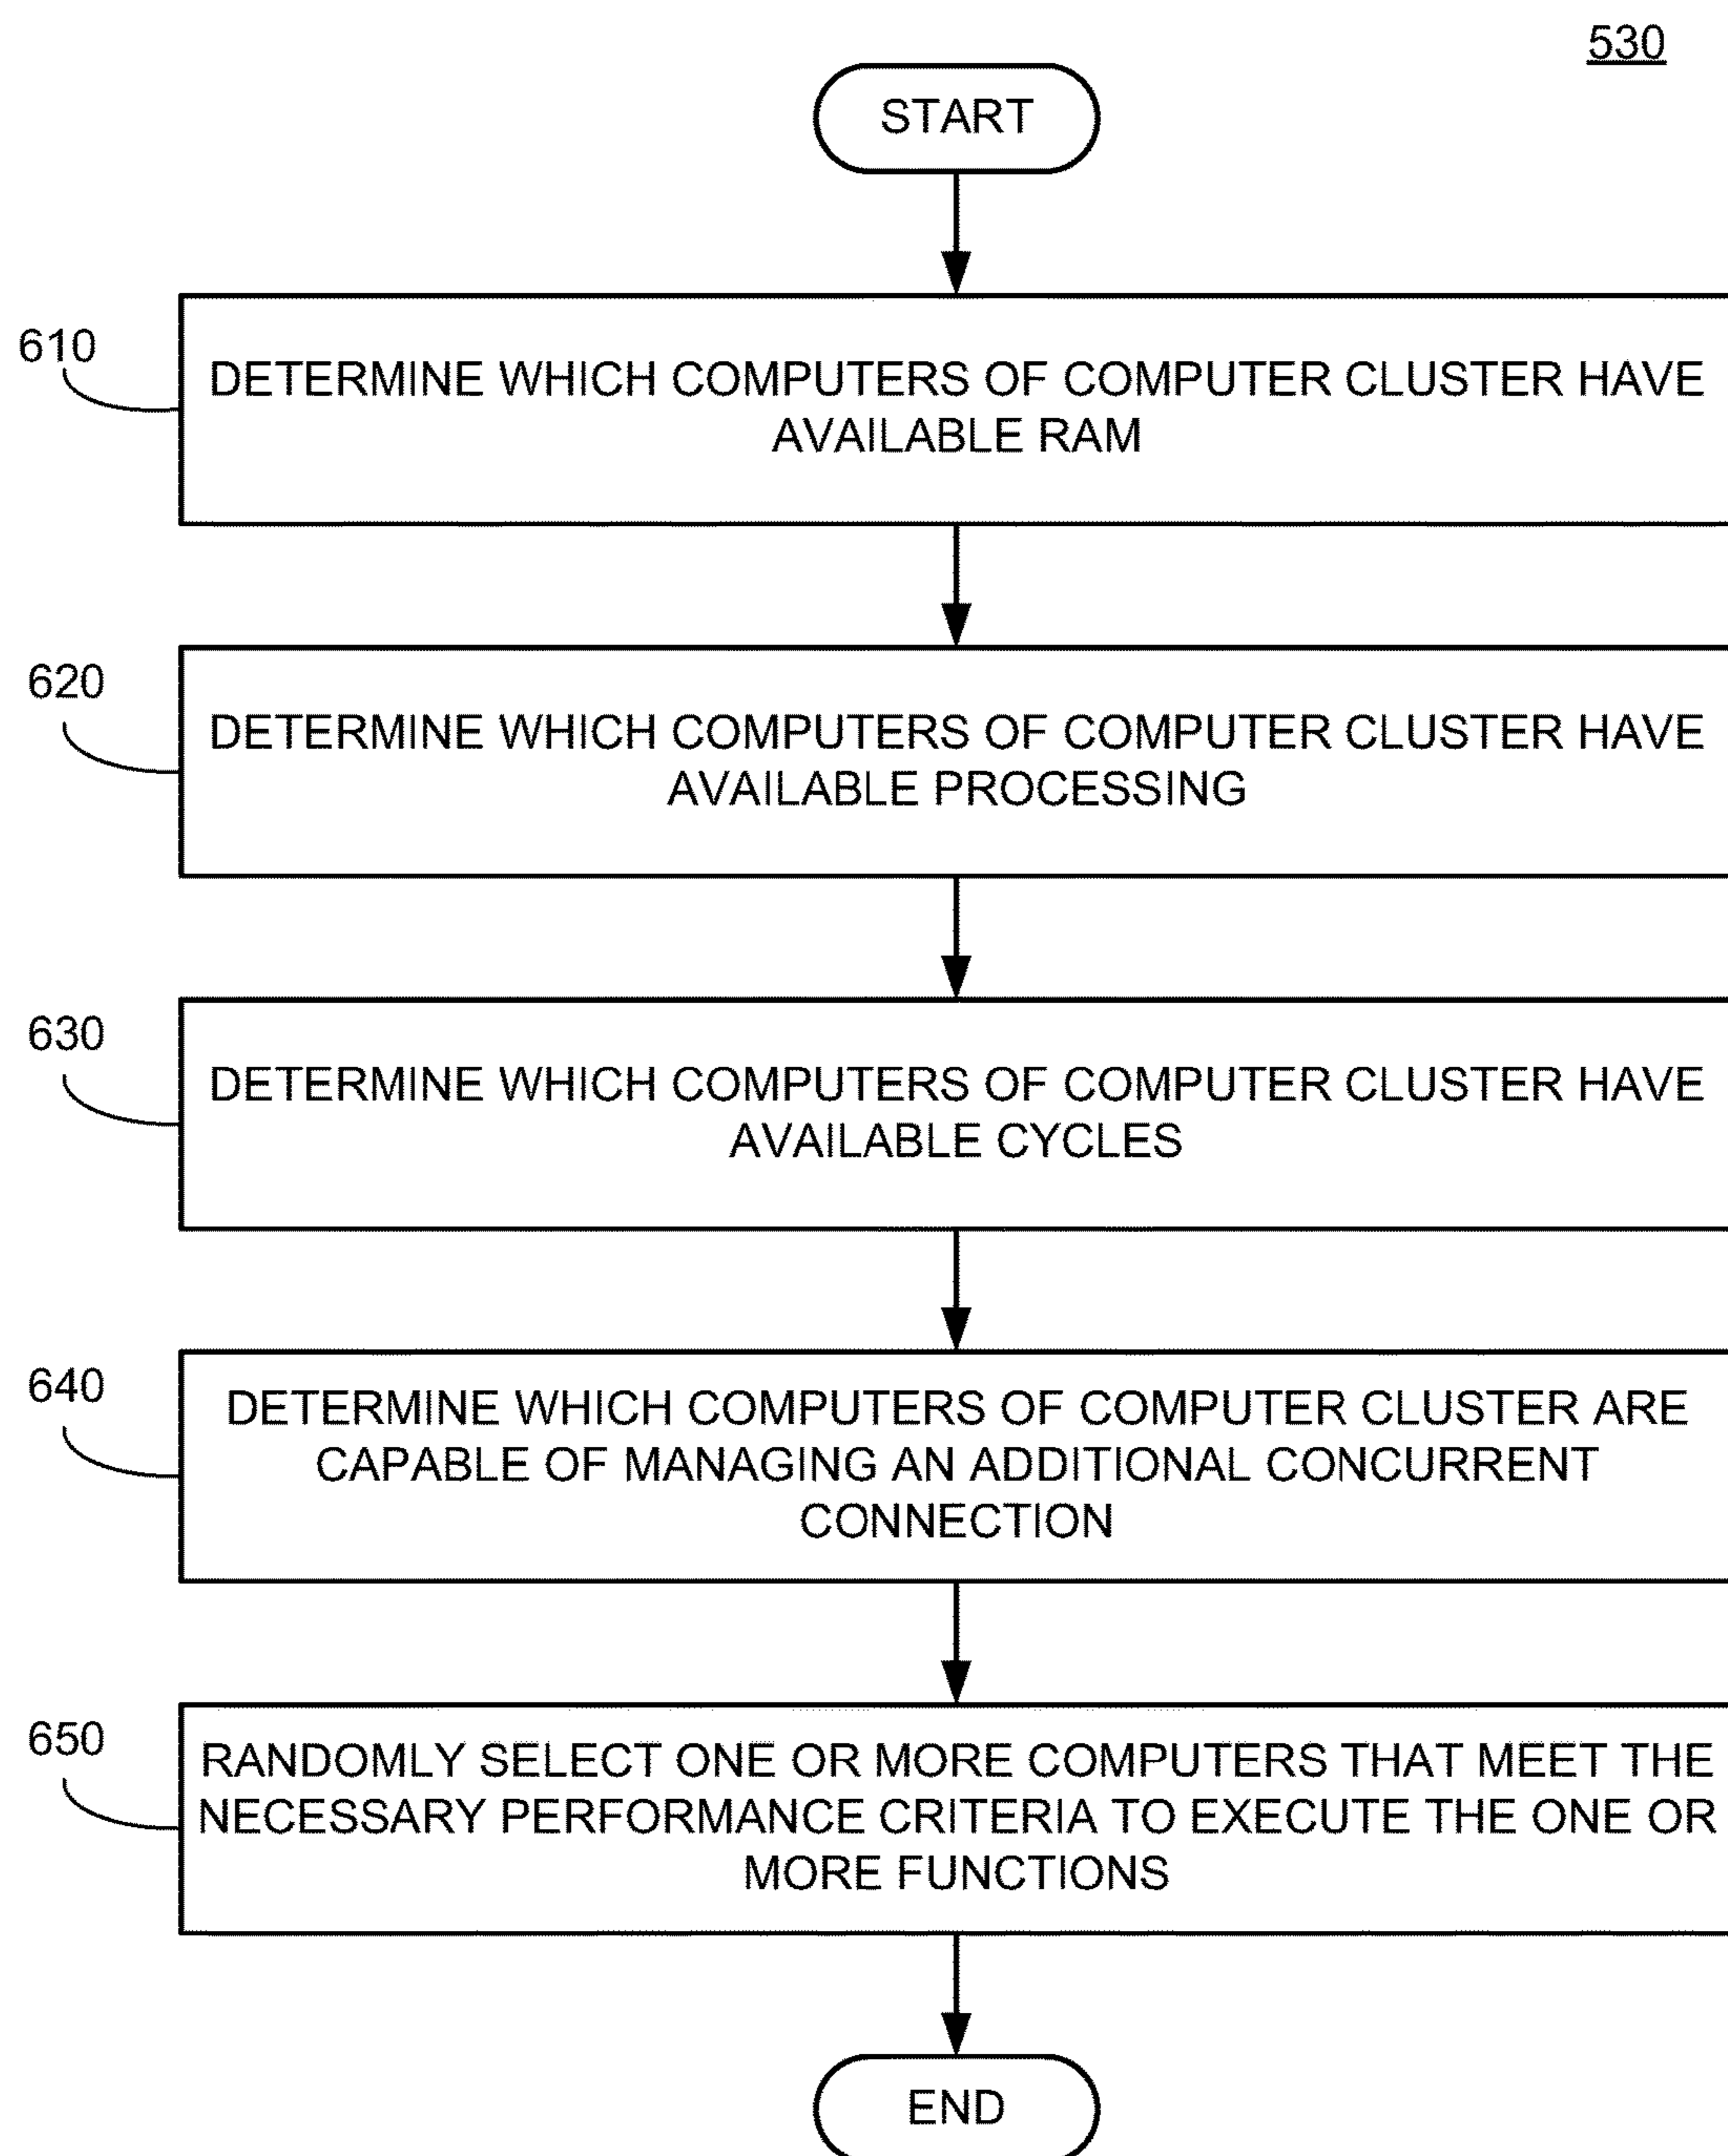 530
START
610
DETERMINE WHICH COMPUTERS OF COMPUTER CLUSTER HAVE
AVAILABLE RAM
620
DETERMINE WHICH COMPUTERS OF COMPUTER CLUSTER HAVE
AVAILABLE PROCESSING
630
DETERMINE WHICH COMPUTERS OF COMPUTER CLUSTER HAVE
AVAILABLE CYCLES
640
DETERMINE WHICH COMPUTERS OF COMPUTER CLUSTER ARE
CAPABLE OF MANAGING AN ADDITIONAL CONCURRENT
CONNECTION
650
RANDOMLY SELECT ONE OR MORE COMPUTERS THAT MEET THE
NECESSARY PERFORMANCE CRITERIA TO EXECUTE THE ONE OR
MORE FUNCTIONS
END